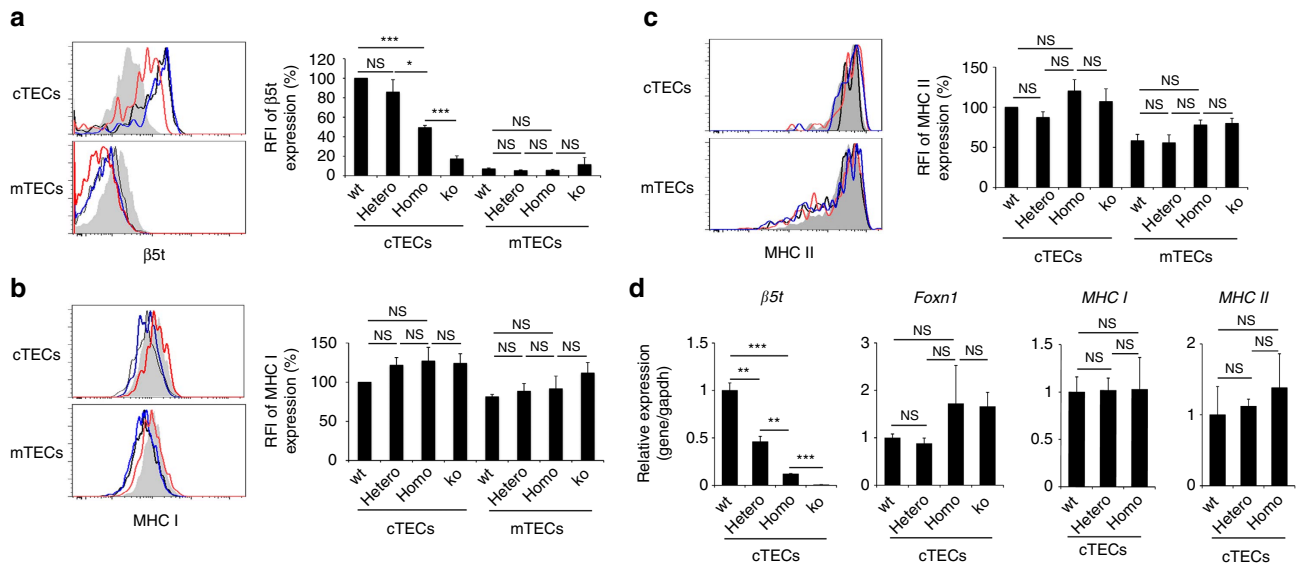 a
cTECs
mTECs
β5t
RFI of β5t
expression (%)
120
100
80
60
40
20
0
***
NS
*
***
NS
NS
NS
NS
wt
Hetero
Homo
ko
wt
Hetero
Homo
ko
cTECs
mTECs
b
cTECs
mTECs
MHC I
RFI of MHC I
expression (%)
150
100
50
0
NS
NS
NS
NS
NS
NS
NS
NS
wt
Hetero
Homo
ko
wt
Hetero
Homo
ko
cTECs
mTECs
c
cTECs
mTECs
MHC II
RFI of MHC II
expression (%)
150
100
50
0
NS
NS
NS
NS
NS
NS
NS
NS
wt
Hetero
Homo
ko
wt
Hetero
Homo
ko
cTECs
mTECs
d
Relative expression
(gene/gapdh)
β5t
1.5
1
0.5
0
***
**
**
***
wt
Hetero
Homo
ko
cTECs
Foxn1
3
2
1
0
NS
NS
NS
NS
wt
Hetero
Homo
ko
cTECs
MHC I
1.5
1
0.5
0
NS
NS
NS
wt
Hetero
Homo
cTECs
MHC II
2
1
0
NS
NS
NS
wt
Hetero
Homo
cTECs